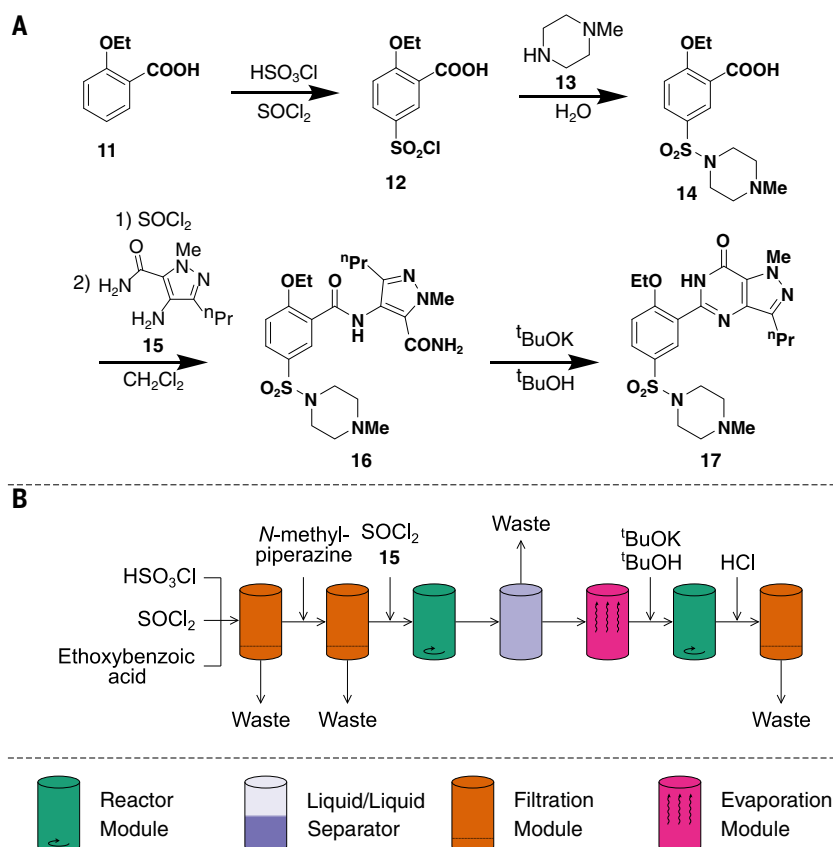 A
OEt
COOH
11
HSO₃Cl
SOCl₂
OEt
COOH
SO₂Cl
12
NMe
HN
13
H₂O
OEt
COOH
O₂S
N
NMe
14
1) SOCl₂
2)
O
Me
N
N
H₂N
H₂N
nPr
15
CH₂Cl₂
ⁿPr
N
OEt
O
NMe
N
H
CONH₂
O₂S
N
NMe
16
ᵗBuOK
ᵗBuOH
O
Me
N
HN
N
EtO
N
ⁿPr
O₂S
N
NMe
17
B
HSO₃Cl
SOCl₂
Ethoxybenzoic
acid
N-methyl-
piperazine
SOCl₂
15
Waste
ᵗBuOK
ᵗBuOH
HCl
Waste
Waste
Waste
Reactor
Module
Liquid/Liquid
Separator
Filtration
Module
Evaporation
Module